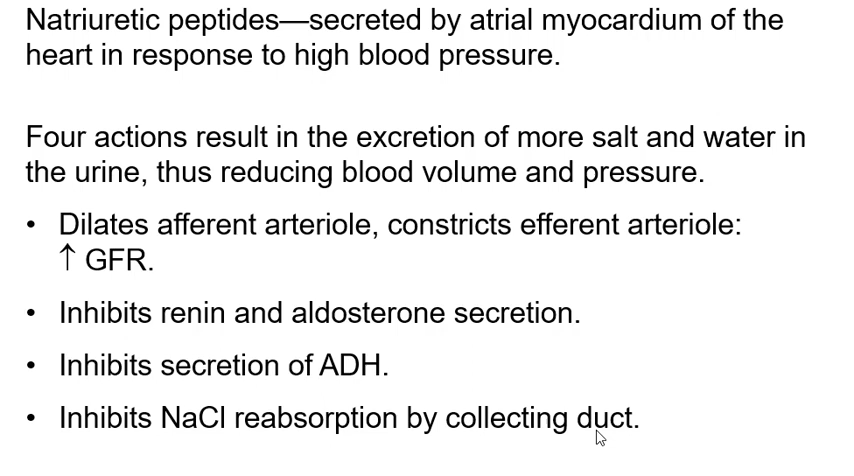 Natriuretic peptides—secreted by atrial myocardium of the
heart in response to high blood pressure.
Four actions result in the excretion of more salt and water in
the urine, thus reducing blood volume and pressure.
• Dilates afferent arteriole, constricts efferent arteriole:
↑ GFR.
• Inhibits renin and aldosterone secretion.
• Inhibits secretion of ADH.
• Inhibits NaCl reabsorption by collecting duct.